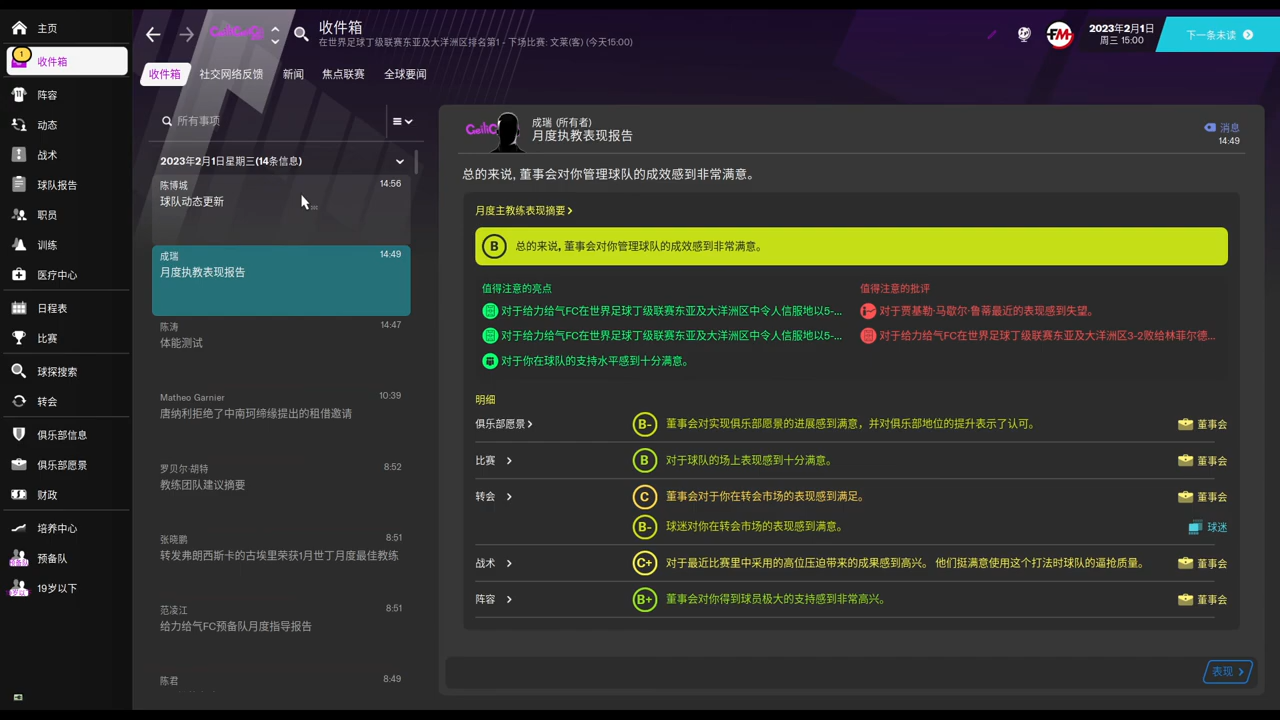 主页
收件箱
阵容
动态
战术
球队报告
职员
训练
医疗中心
日程表
比赛
球探搜索
转会
俱乐部信息
俱乐部愿景
财政
培养中心
预备队
19岁以下
1
收件箱
在世界足球丁级联赛东亚及大洋洲区排名第1 - 下场比赛: 文莱(客) (今天15:00)
FM
2023年2月1日
周三 15:00
下一条未读
收件箱 社交网络反馈 新闻 焦点联赛 全球要闻
所有事项
2023年2月1日星期三(14条信息)
陈博城 14:56
球队动态更新
成瑞 14:49
月度执教表现报告
陈涛 14:47
体能测试
Matheo Garnier 10:39
唐纳利拒绝了中南珂缔缘提出的租借邀请
罗贝尔·胡特 8:52
教练团队建议摘要
张晓鹏 8:51
转发弗朗西斯卡的古埃里荣获1月世丁月度最佳教练
范凌江 8:51
给力给气FC预备队月度指导报告
陈君 8:49
成瑞 (所有者)
月度执教表现报告
消息
14:49
总的来说, 董事会对你管理球队的成效感到非常满意。
月度主教练表现摘要
B 总的来说, 董事会对你管理球队的成效感到非常满意。
值得注意的亮点
对于给力给气FC在世界足球丁级联赛东亚及大洋洲区中令人信服地以5-...
对于给力给气FC在世界足球丁级联赛东亚及大洋洲区中令人信服地以5-...
对于你在球队的支持水平感到十分满意。
值得注意的批评
对于贾基勒·马歇尔·鲁蒂最近的表现感到失望。
对于给力给气FC在世界足球丁级联赛东亚及大洋洲区3-2败给林菲尔德...
明细
俱乐部愿景 B- 董事会对实现俱乐部愿景的进展感到满意，并对俱乐部地位的提升表示了认可。 董事会
比赛 B 对于球队的场上表现感到十分满意。 董事会
转会 C 董事会对于你在转会市场的表现感到满足。 董事会
B- 球迷对你在转会市场的表现感到满意。 球迷
战术 C+ 对于最近比赛里中采用的高位压迫带来的成果感到高兴。 他们挺满意使用这个打法时球队的逼抢质量。 董事会
阵容 B+ 董事会对你得到球员极大的支持感到非常高兴。 董事会
表现